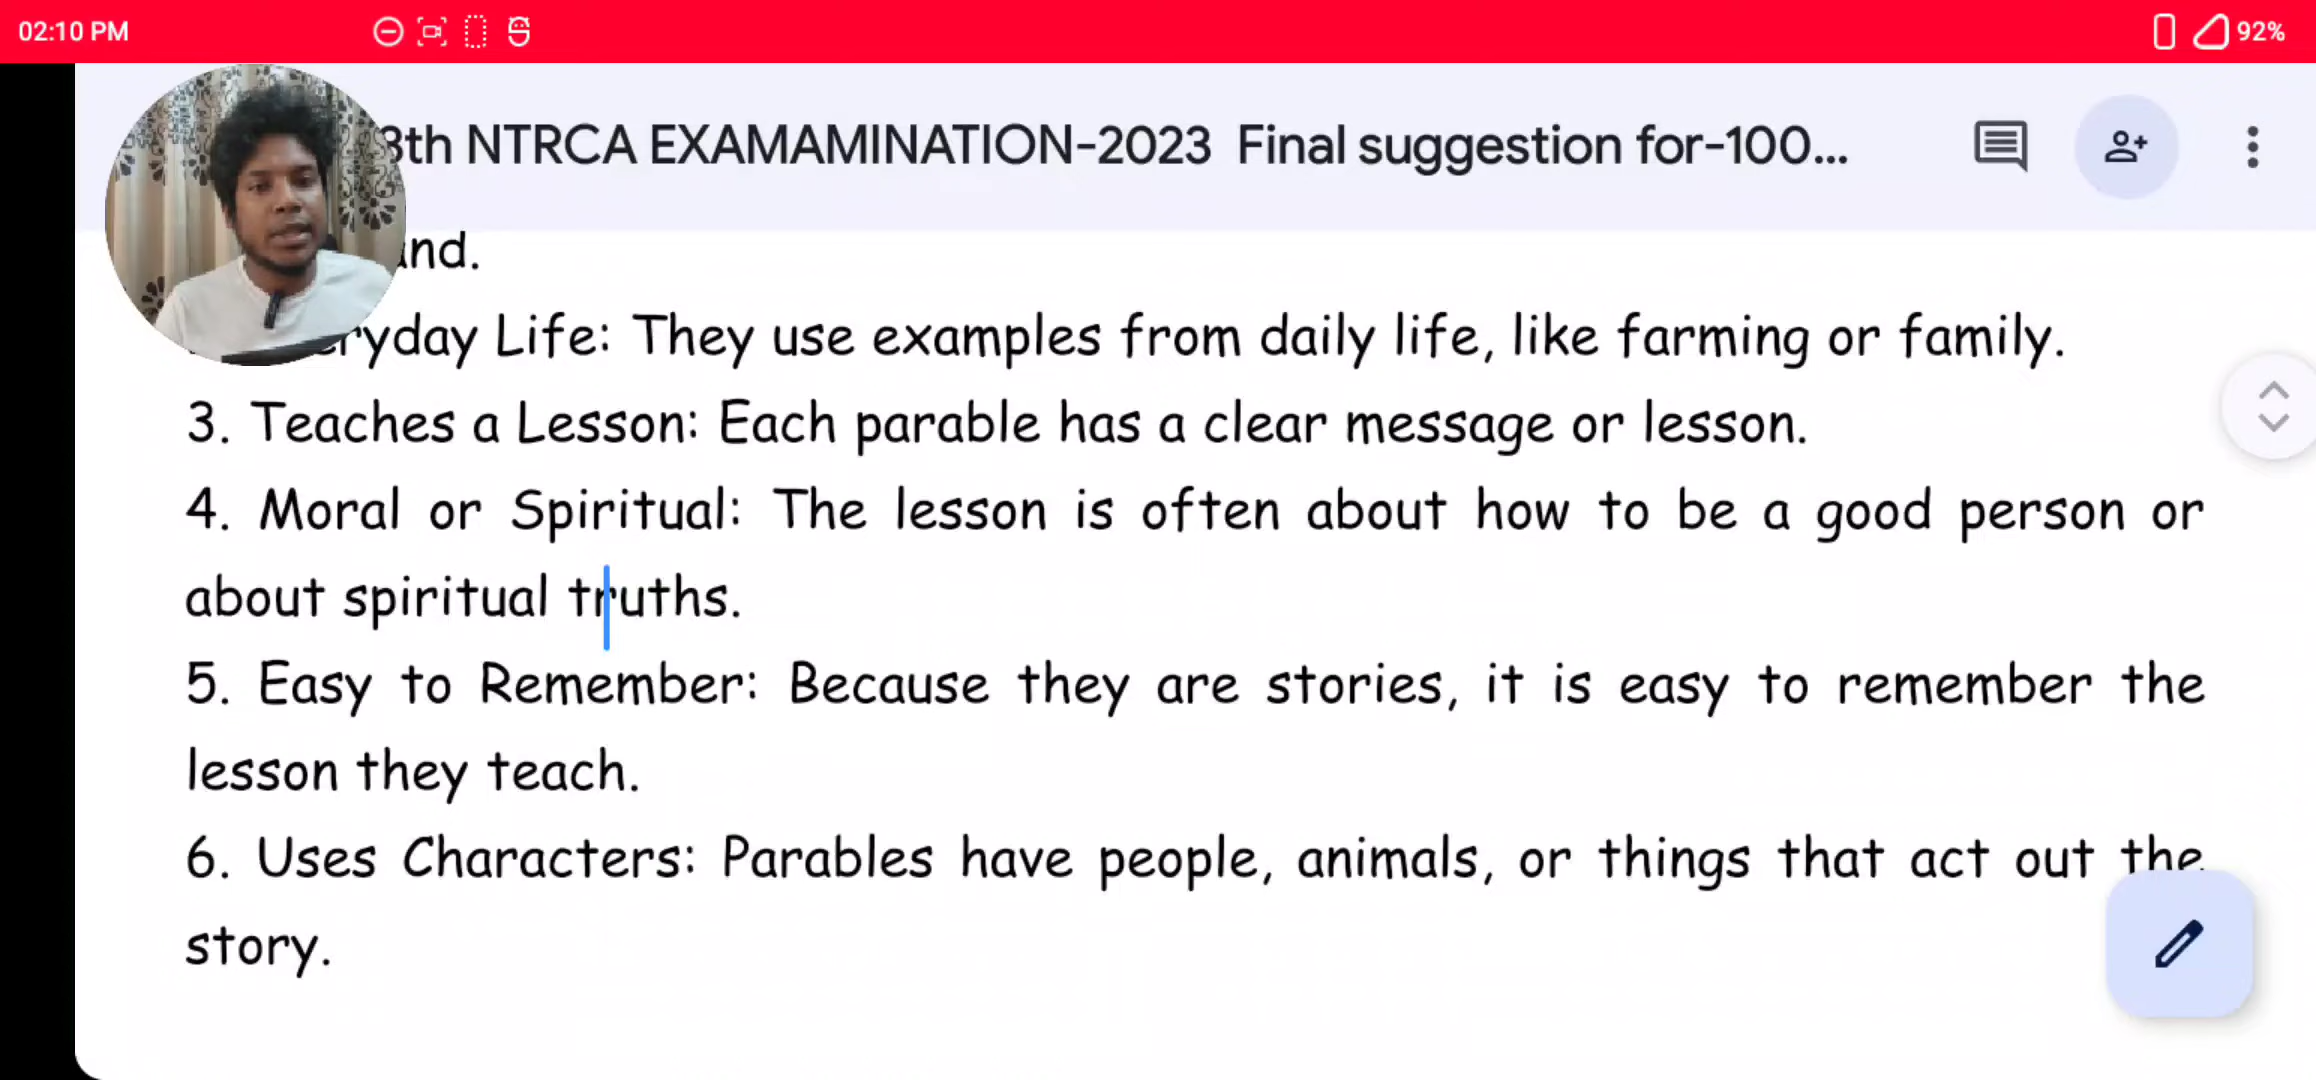 02:10 PM 92%
8th NTRCA EXAMAMINATION-2023 Final suggestion for-100...
and.
Everyday Life: They use examples from daily life, like farming or family.
3. Teaches a Lesson: Each parable has a clear message or lesson.
4. Moral or Spiritual: The lesson is often about how to be a good person or
about spiritual truths.
5. Easy to Remember: Because they are stories, it is easy to remember the
lesson they teach.
6. Uses Characters: Parables have people, animals, or things that act out the
story.